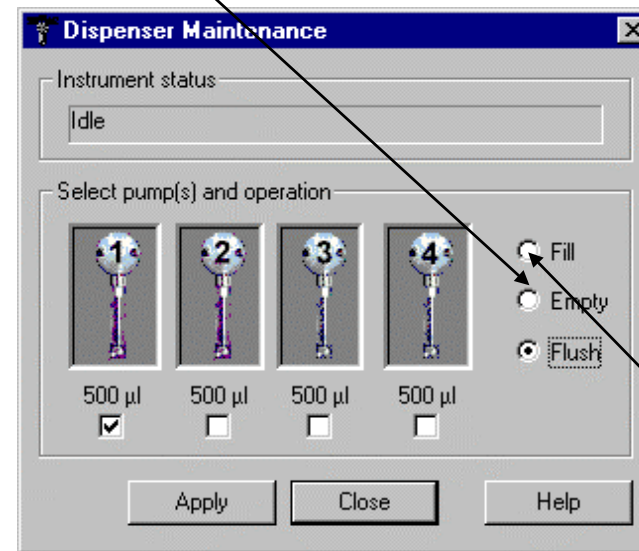 Dispenser Maintenance
Instrument status
Idle
Select pump(s) and operation
1 2 3 4
Fill
Empty
Flush
500 µl 500 µl 500 µl 500 µl
Apply Close Help